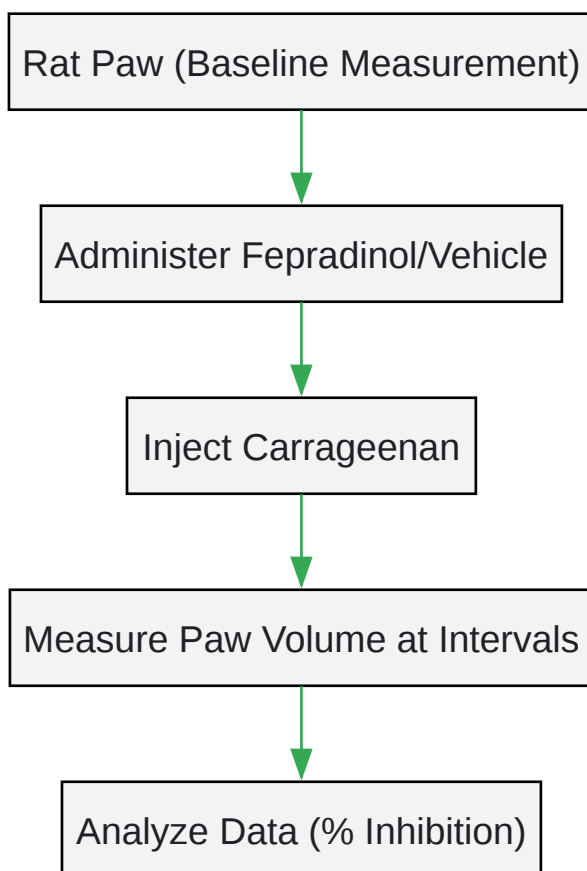 Rat Paw (Baseline Measurement)
Administer Fepradinol/Vehicle
Inject Carrageenan
Measure Paw Volume at Intervals
Analyze Data (% Inhibition)